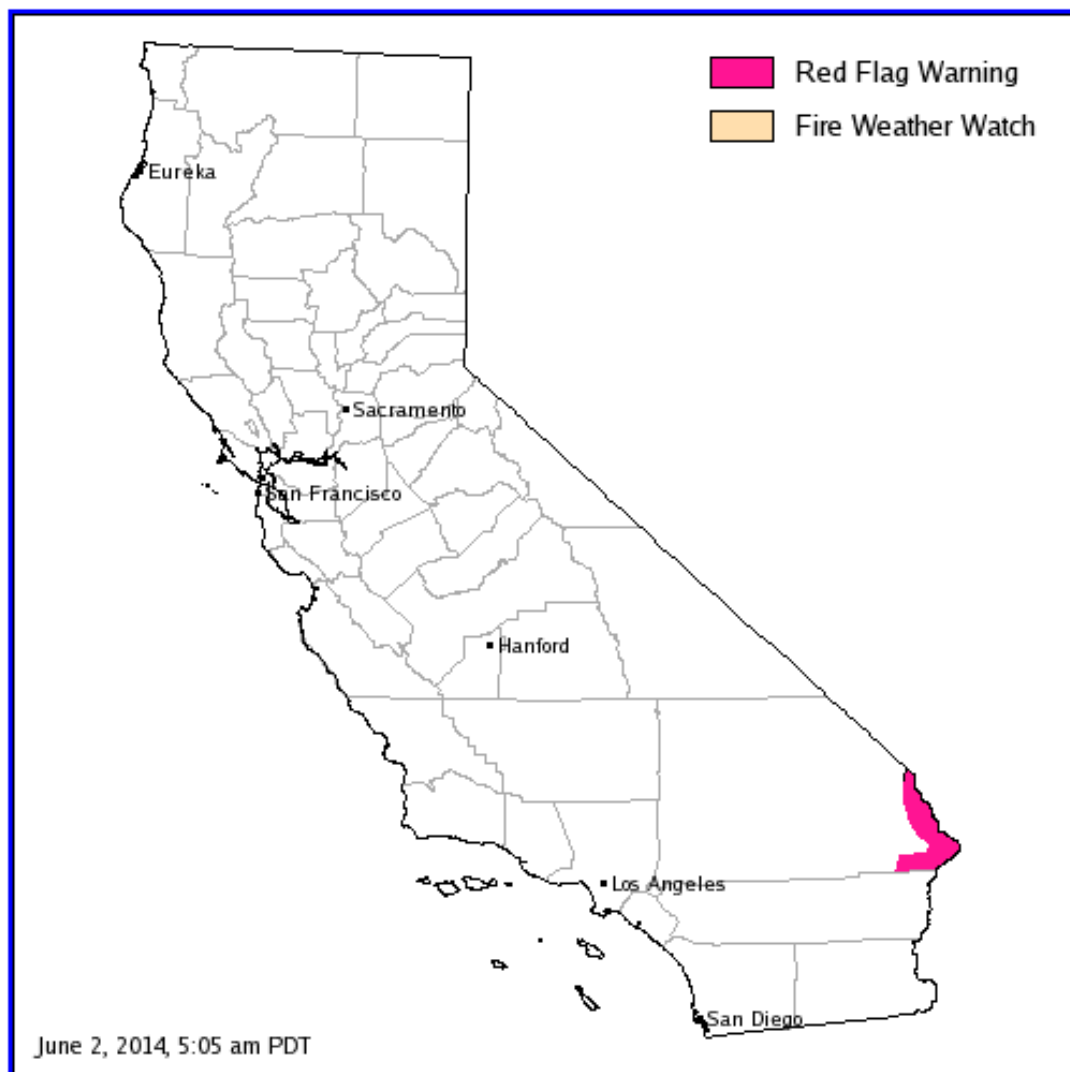 Red Flag Warning
Fire Weather Watch
Eureka
Sacramento
San Francisco
Hanford
Los Angeles
San Diego
June 2, 2014, 5:05 am PDT